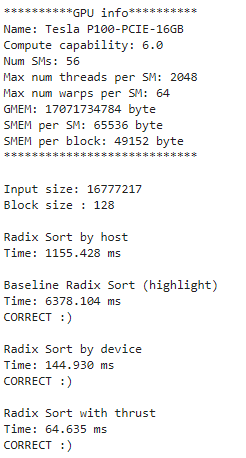 **********GPU info**********
Name: Tesla P100-PCIE-16GB
Compute capability: 6.0
Num SMs: 56
Max num threads per SM: 2048
Max num warps per SM: 64
GMEM: 17071734784 byte
SMEM per SM: 65536 byte
SMEM per block: 49152 byte
****************************
Input size: 16777217
Block size : 128
Radix Sort by host
Time: 1155.428 ms
Baseline Radix Sort (highlight)
Time: 6378.104 ms
CORRECT :)
Radix Sort by device
Time: 144.930 ms
CORRECT :)
Radix Sort with thrust
Time: 64.635 ms
CORRECT :)